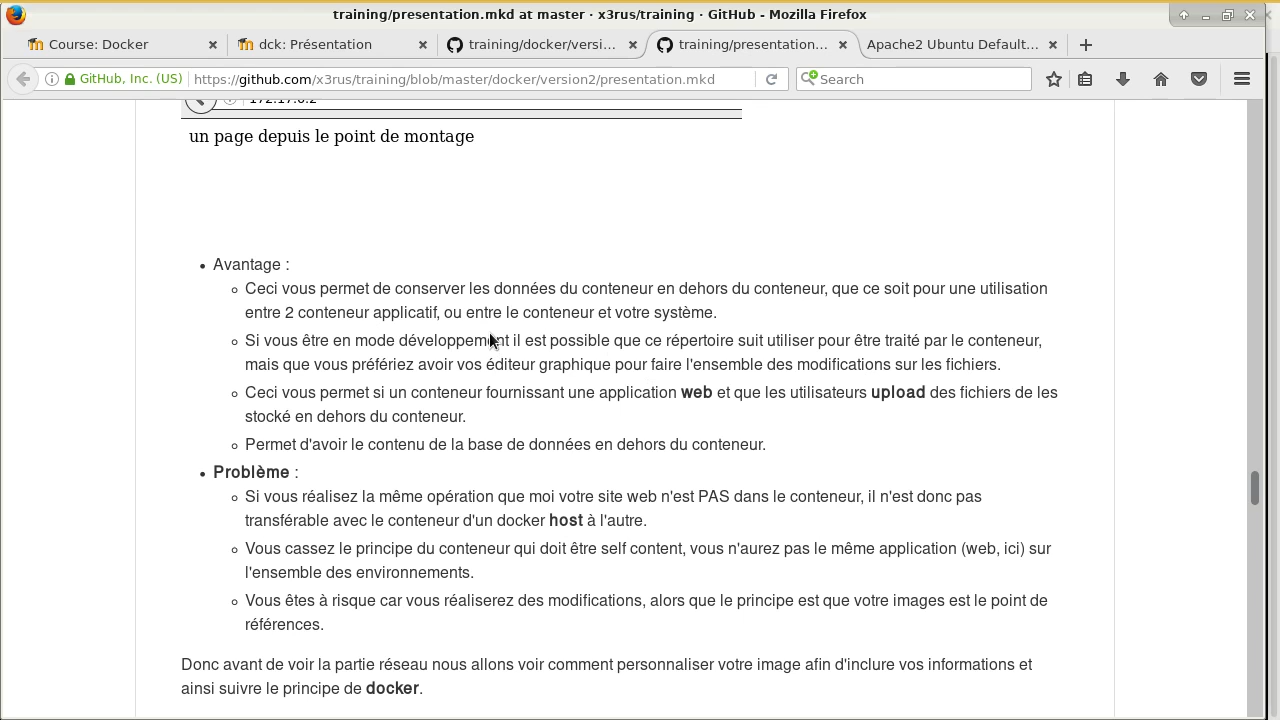 training/presentation.mkd at master · x3rus/training · GitHub - Mozilla Firefox
Course: Docker
dck: Présentation
training/docker/versi...
training/presentation...
Apache2 Ubuntu Default...
GitHub, Inc. (US)
https://github.com/x3rus/training/blob/master/docker/version2/presentation.mkd
Search
un page depuis le point de montage
Avantage :
Ceci vous permet de conserver les données du conteneur en dehors du conteneur, que ce soit pour une utilisation
entre 2 conteneur applicatif, ou entre le conteneur et votre système.
Si vous être en mode développement il est possible que ce répertoire suit utiliser pour être traité par le conteneur,
mais que vous préfériez avoir vos éditeur graphique pour faire l'ensemble des modifications sur les fichiers.
Ceci vous permet si un conteneur fournissant une application web et que les utilisateurs upload des fichiers de les
stocké en dehors du conteneur.
Permet d'avoir le contenu de la base de données en dehors du conteneur.
Problème :
Si vous réalisez la même opération que moi votre site web n'est PAS dans le conteneur, il n'est donc pas
transférable avec le conteneur d'un docker host à l'autre.
Vous cassez le principe du conteneur qui doit être self content, vous n'aurez pas le même application (web, ici) sur
l'ensemble des environnements.
Vous êtes à risque car vous réaliserez des modifications, alors que le principe est que votre images est le point de
références.
Donc avant de voir la partie réseau nous allons voir comment personnaliser votre image afin d'inclure vos informations et
ainsi suivre le principe de docker.